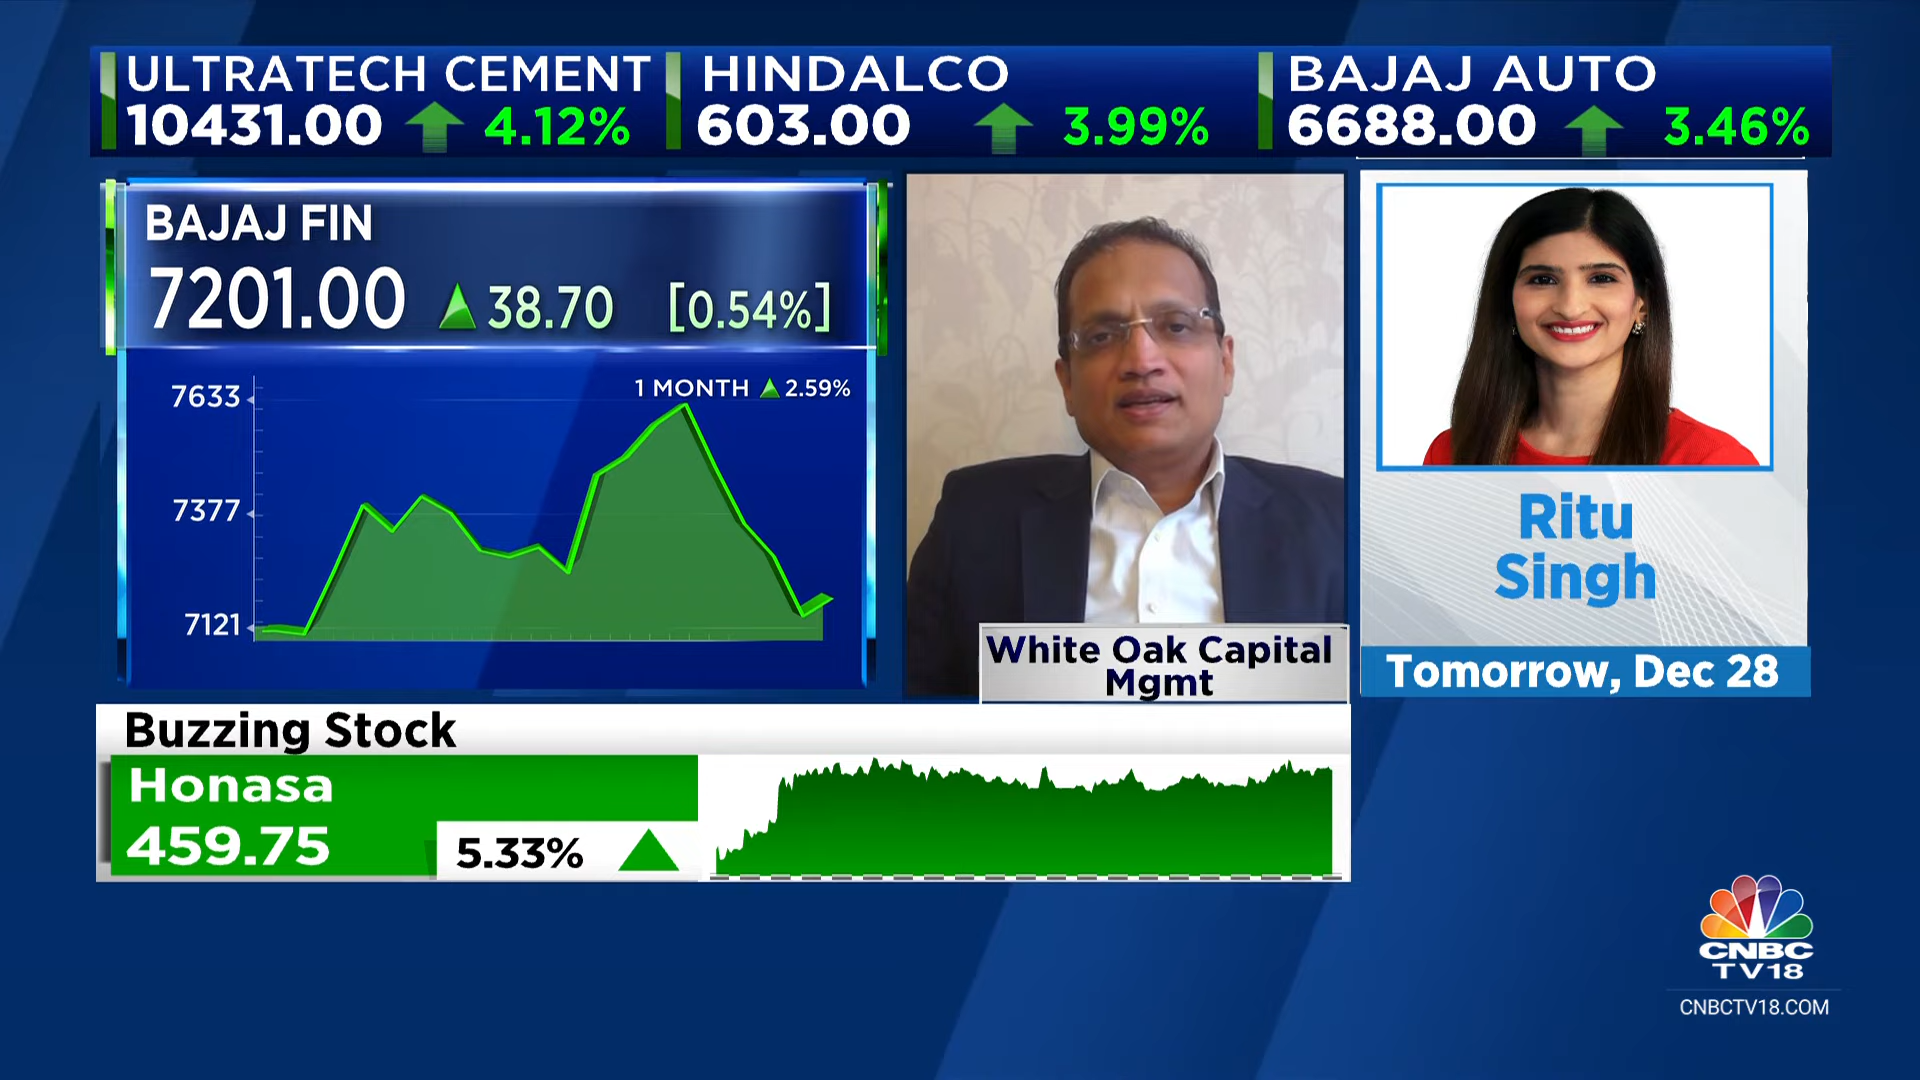 ULTRATECH CEMENT
10431.00 4.12%
HINDALCO
603.00 3.99%
BAJAJ AUTO
6688.00 3.46%
BAJAJ FIN
7201.00 38.70 [0.54%]
1 MONTH 2.59%
7633
7377
7121
White Oak Capital
Mgmt
Ritu
Singh
Tomorrow, Dec 28
Buzzing Stock
Honasa
459.75
5.33%
CNBC
TV18
CNBCTV18.COM